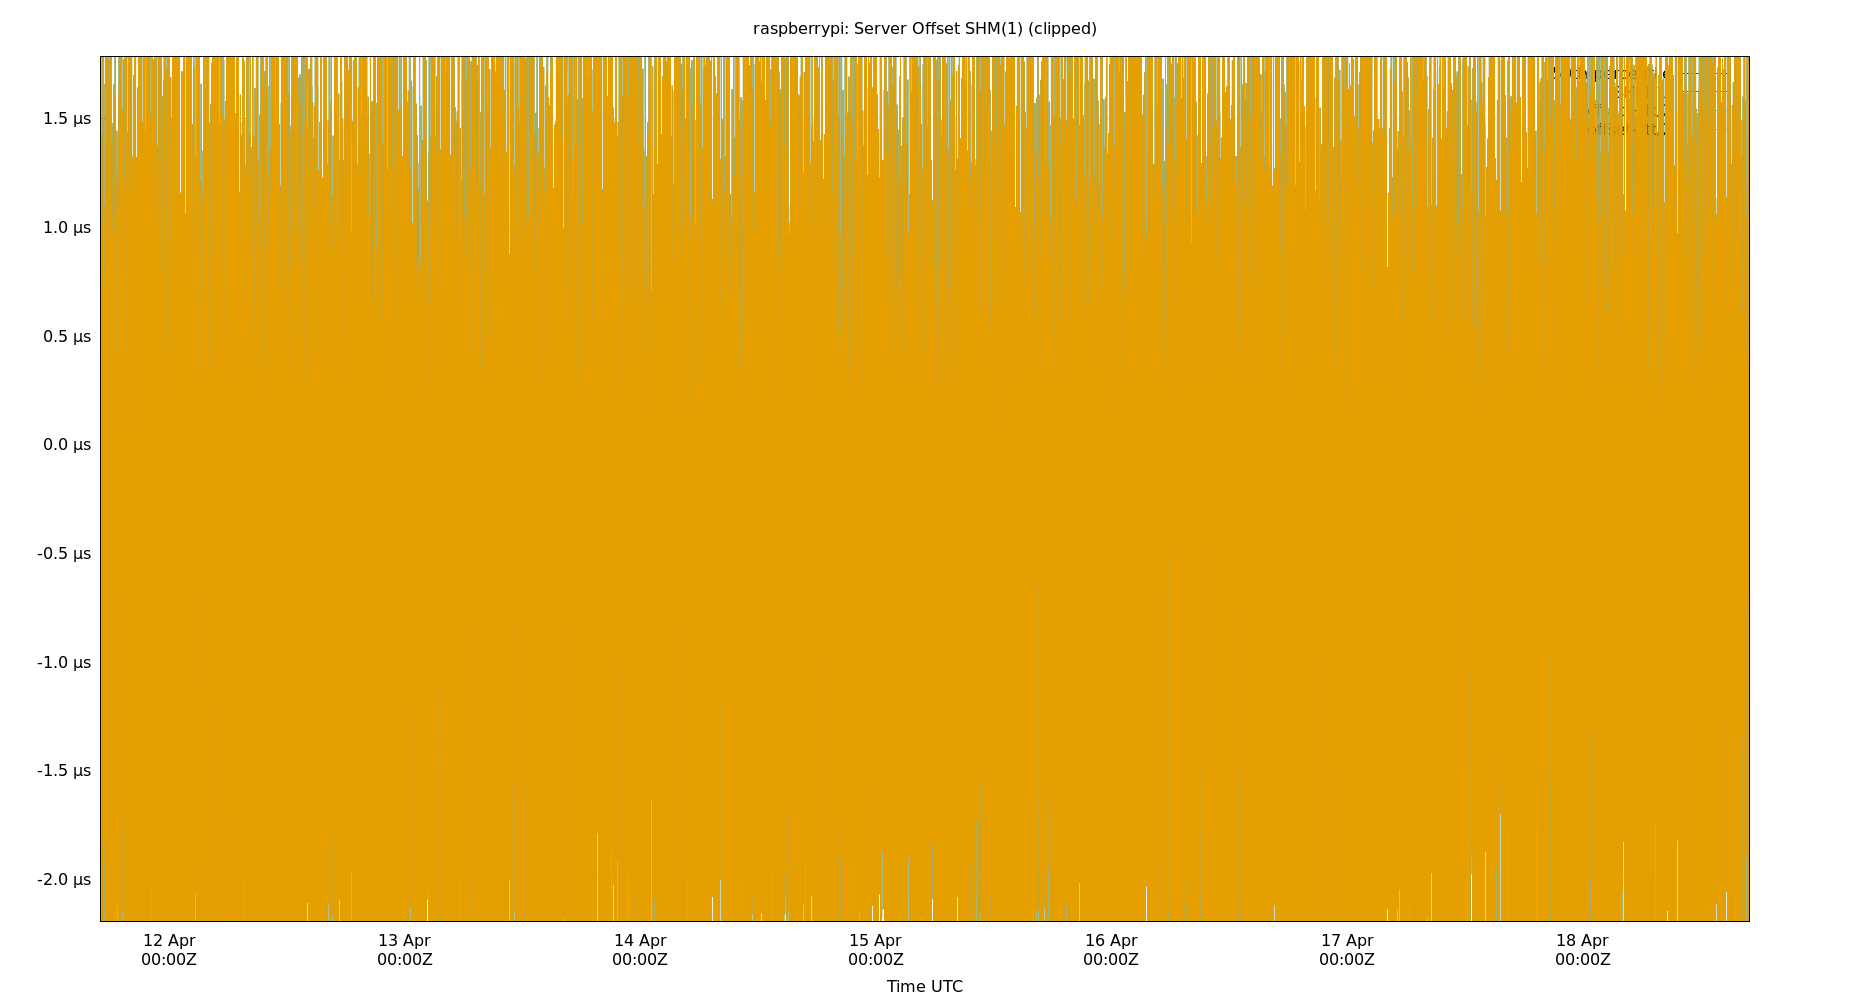 raspberrypi: Server Offset SHM(1) (clipped)
1.5 µs
1.0 µs
0.5 µs
0.0 µs
-0.5 µs
-1.0 µs
-1.5 µs
-2.0 µs
12 Apr 13 Apr 14 Apr 15 Apr 16 Apr 17 Apr 18 Apr
00:00Z 00:00Z 00:00Z 00:00Z 00:00Z 00:00Z 00:00Z
Time UTC